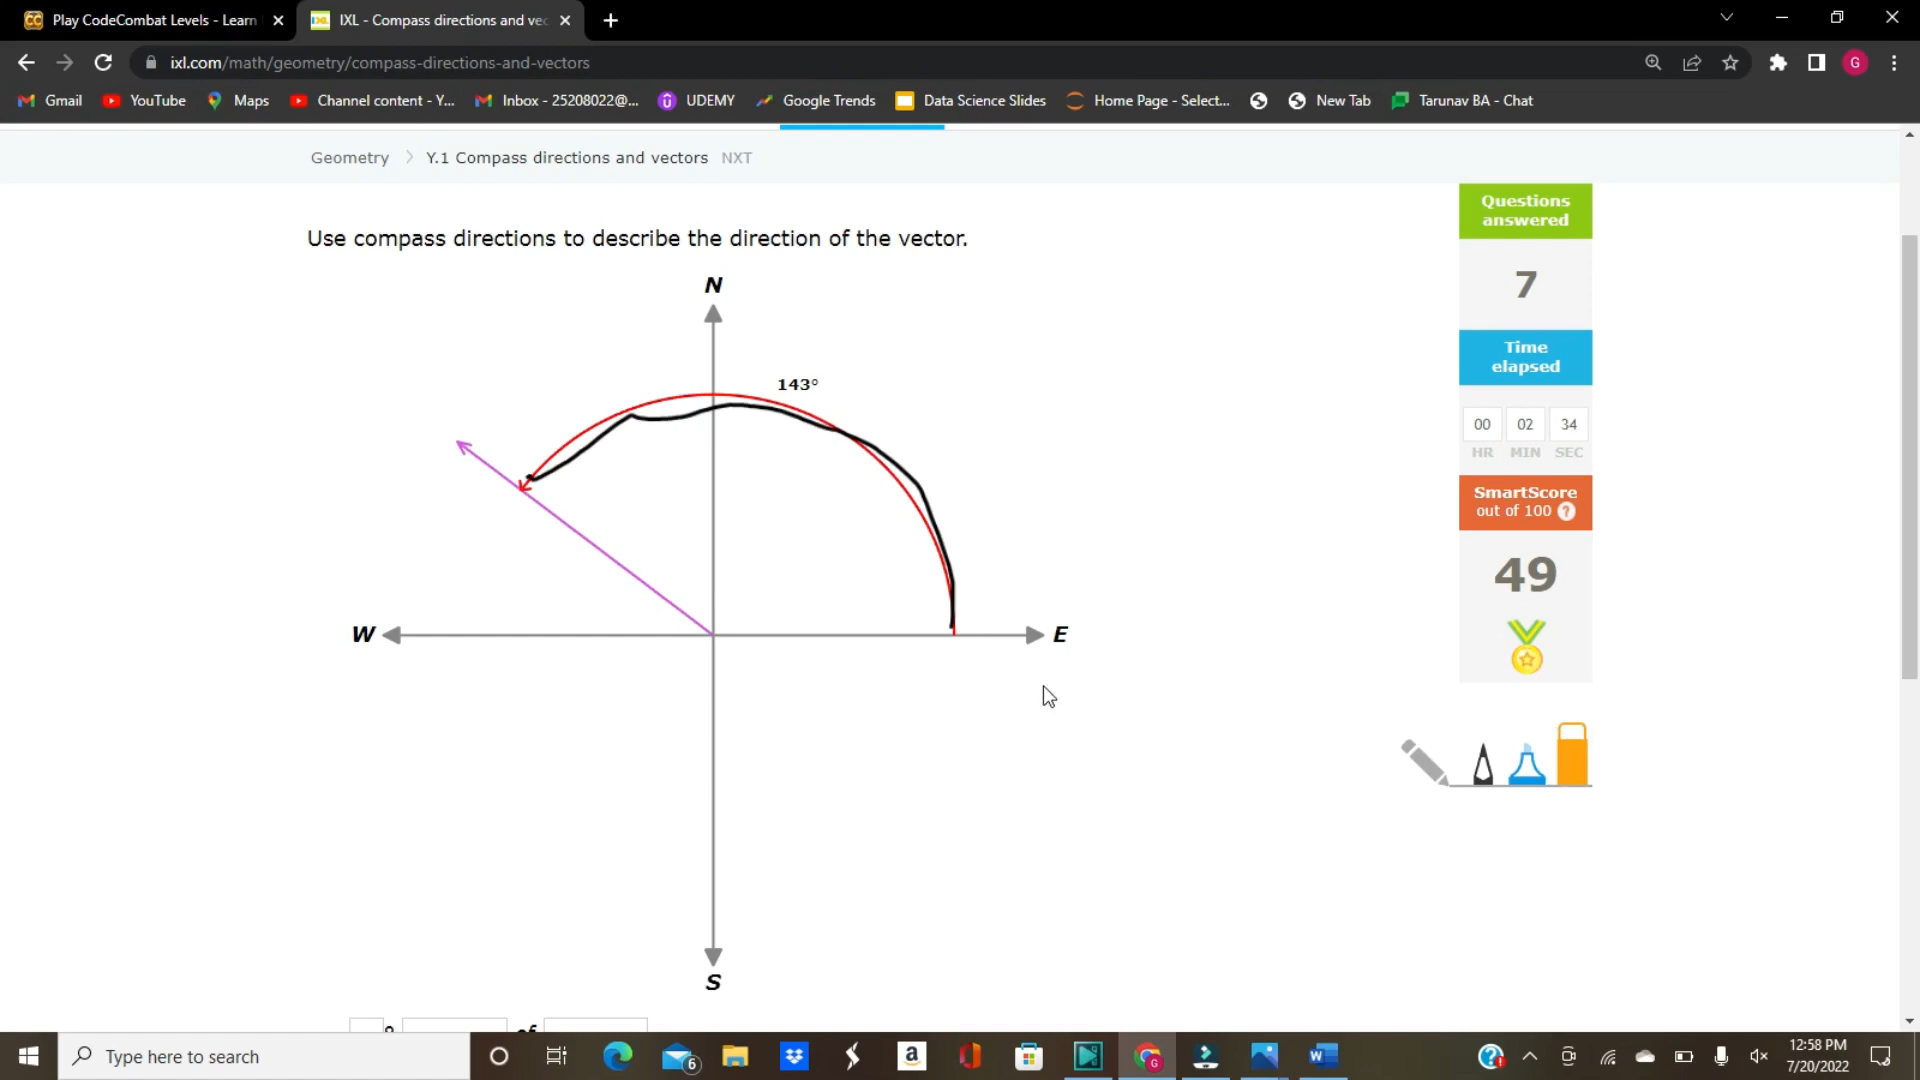 Play CodeCombat Levels - Learn
IXL - Compass directions and vec
ixl.com/math/geometry/compass-directions-and-vectors
G
Gmail
YouTube
Maps
Channel content - Y...
Inbox - 25208022@...
UDEMY
Google Trends
Data Science Slides
Home Page - Select...
New Tab
Tarunav BA - Chat
Geometry > Y.1 Compass directions and vectors NXT
Use compass directions to describe the direction of the vector.
N
143°
W
E
S
° of
Questions
answered
7
Time
elapsed
00 02 34
HR MIN SEC
SmartScore
out of 100 ?
49
Type here to search
6
12:58 PM
7/20/2022